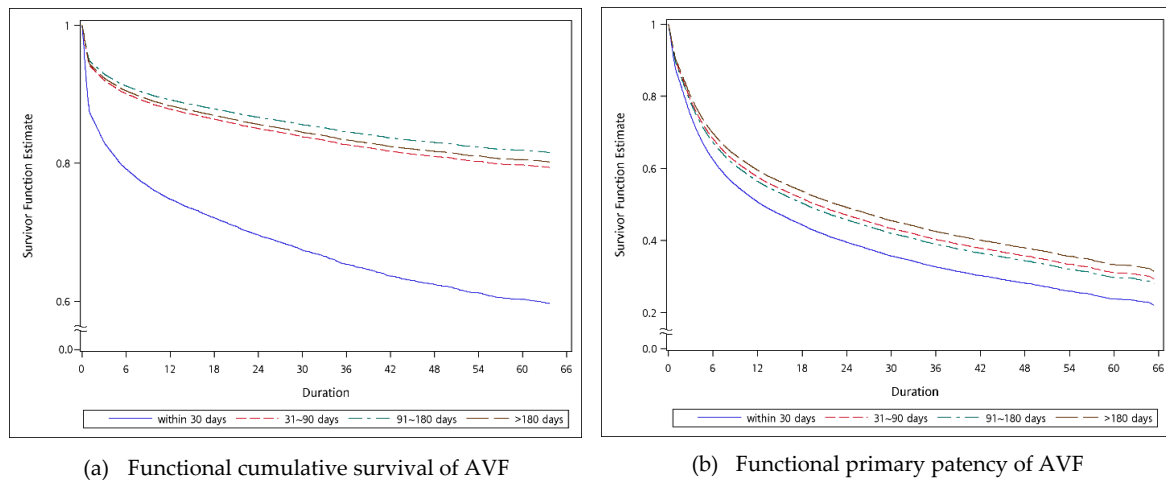 1
0.8
0.6
0.0
Survivor Function Estimate
0 6 12 18 24 30 36 42 48 54 60 66
Duration
within 30 days 31~90 days 91~180 days >180 days
(a) Functional cumulative survival of AVF
1
0.8
0.6
0.4
0.2
0.0
Survivor Function Estimate
0 6 12 18 24 30 36 42 48 54 60 66
Duration
within 30 days 31~90 days 91~180 days >180 days
(b) Functional primary patency of AVF